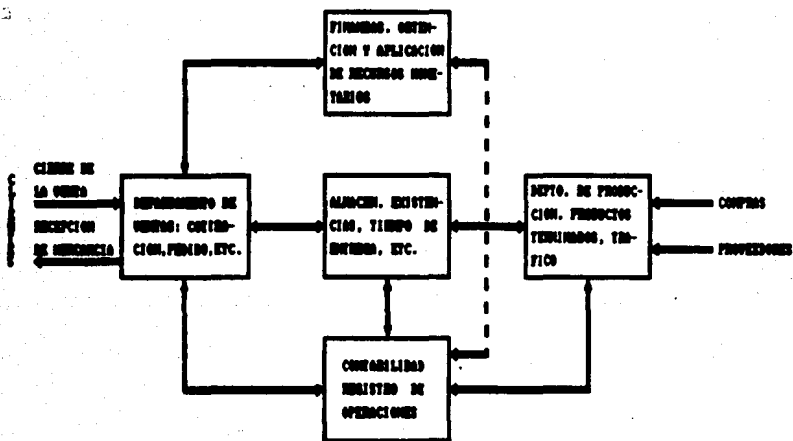 FINANZAS. OBTEN-
CION Y APLICACION
DE RECURSOS MONE-
TARIOS
CIERRE DE
LA VENTA
RECEPCION
DE MERCANCIA
DEPARTAMENTO DE
VENTAS: COTIZA-
CION,PEDIDO,ETC.
ALMACEN. EXISTEN-
CIAS, TIEMPO DE
ENTREGA, ETC.
DEPTO. DE PRODUC-
CION. PRODUCTOS
TERMINADOS, TRA-
FICO
COMPRAS
PROVEEDORES
CONTABILIDAD
REGISTRO DE
OPERACIONES